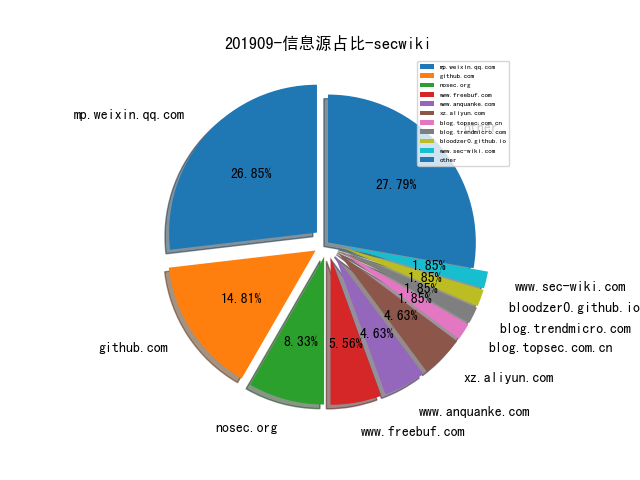 201909-信息源占比-secwiki
mp.weixin.qq.com
github.com
nosec.org
www.freebuf.com
www.anquanke.com
xz.aliyun.com
blog.topsec.com.cn
blog.trendmicro.com
bloodzer0.github.io
www.sec-wiki.com
other
other
mp.weixin.qq.com
26.85%
27.79%
14.81%
8.33%
5.56%
4.63%
4.63%
1.85%
1.85%
1.85%
1.85%
www.sec-wiki.com
bloodzer0.github.io
blog.trendmicro.com
blog.topsec.com.cn
github.com
xz.aliyun.com
www.anquanke.com
nosec.org
www.freebuf.com